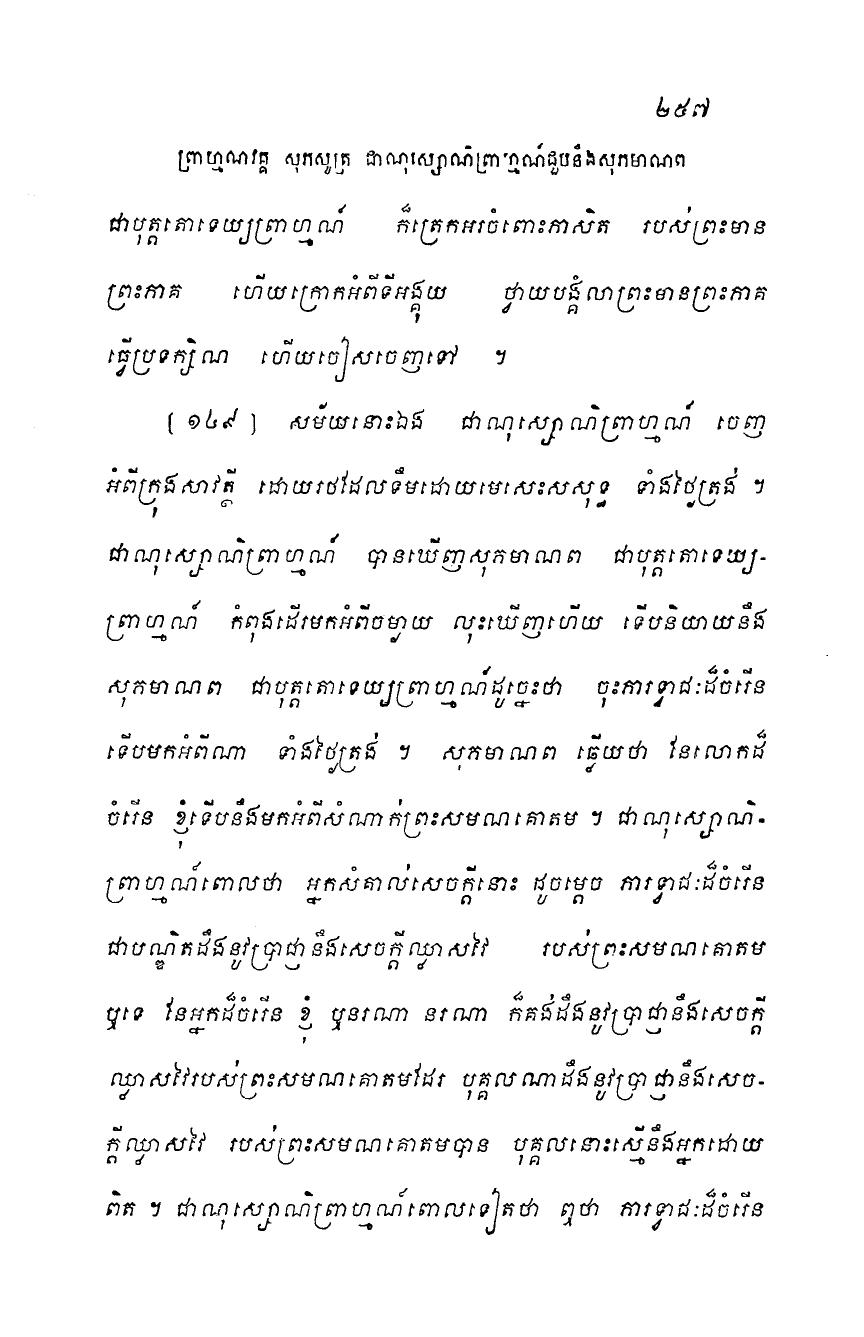 ២៥៧
ព្រាហ្មណវគ្គ សុភសូត្រ ជាណុស្សោណិព្រាហ្មណ៍ជួបនឹងសុភមាណព
ជាបុត្តតោទេយ្យព្រាហ្មណ៍ ក៏ត្រេកអរចំពោះភាសិត របស់ព្រះមាន
ព្រះភាគ ហើយក្រោកអំពីទីអង្គុយ ថ្វាយបង្គំលាព្រះមានព្រះភាគ
ធ្វើប្រទក្សិណ ហើយចៀសចេញទៅ ។
[១៤៩] សម័យនោះឯង ជាណុស្សោណិព្រាហ្មណ៍ ចេញ
អំពីក្រុងសាវត្ថី ដោយរថដែលទឹមដោយមេសេះសសុទ្ធ ទាំងថ្ងៃត្រង់ ។
ជាណុស្សោណិព្រាហ្មណ៍ បានឃើញសុភមាណព ជាបុត្តតោទេយ្យ-
ព្រាហ្មណ៍ កំពុងដើរមកអំពីចម្ងាយ លុះឃើញហើយ ទើបនិយាយនឹង
សុភមាណព ជាបុត្តតោទេយ្យព្រាហ្មណ៍ដូច្នេះថា ចុះភារទ្វាជៈដ៏ចំរើន
ទើបមកអំពីណា ទាំងថ្ងៃត្រង់ ។ សុភមាណព ឆ្លើយថា នែលោកដ៏
ចំរើន ខ្ញុំទើបនឹងមកអំពីសំណាក់ព្រះសមណគោតម ។ ជាណុស្សោណិ-
ព្រាហ្មណ៍ពោលថា អ្នកសំគាល់សេចក្តីនោះ ដូចម្តេច ភារទ្វាជៈដ៏ចំរើន
ជាបណ្ឌិតដឹងនូវប្រាជ្ញានឹងសេចក្តីឈ្លាសវៃ របស់ព្រះសមណគោតម
ឬទេ នែអ្នកដ៏ចំរើន ខ្ញុំ ឬនរណា នរណា ក៏គង់ដឹងនូវប្រាជ្ញានឹងសេចក្តី
ឈ្លាសវៃរបស់ព្រះសមណគោតមដែរ បុគ្គលណាដឹងនូវប្រាជ្ញានឹងសេច-
ក្តីឈ្លាសវៃ របស់ព្រះសមណគោតមបាន បុគ្គលនោះស្មើនឹងអ្នកដោយ
ពិត ។ ជាណុស្សោណិព្រាហ្មណ៍ពោលទៀតថា ឮថា ភារទ្វាជៈដ៏ចំរើន